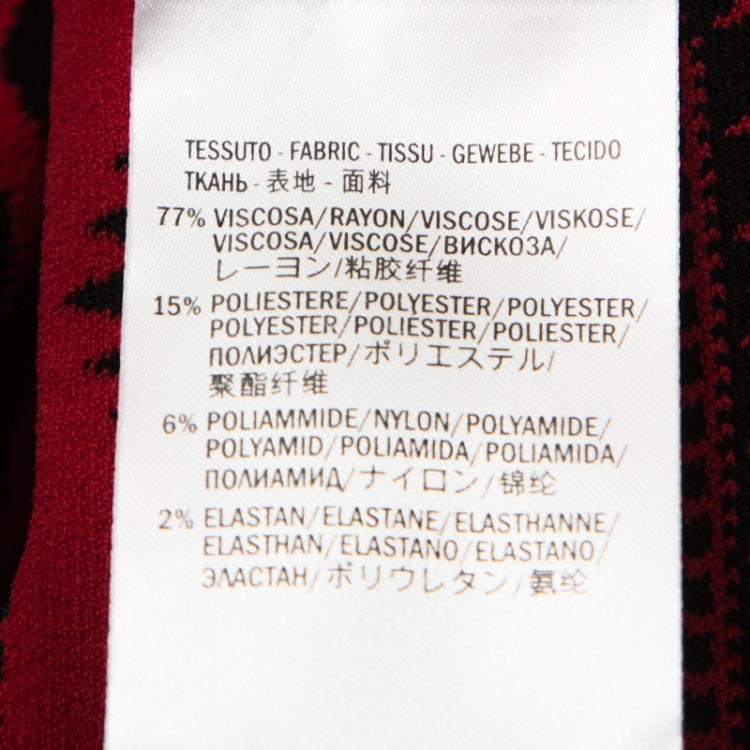 TESSUTO - FABRIC - TISSU - GEWEBE - TECIDO
ТКАНЬ - 表地 - 面料
77% VISCOSA/RAYON/VISCOSE/VISKOSE/
VISCOSA/VISCOSE/ВИСКОЗА/
レーヨン/粘胶纤维
15% POLIESTERE/POLYESTER/POLYESTER/
POLYESTER/POLIÉSTER/POLIESTER/
ПОЛИЭСТЕР/ポリエステル/
聚酯纤维
6% POLIAMMIDE/NYLON/POLYAMIDE/
POLYAMID/POLIAMIDA/POLIAMIDA/
ПОЛИАМИД/ナイロン/锦纶
2% ELASTAN/ELASTANE/ELASTHANNE/
ELASTHAN/ELASTANO/ELASTANO/
ЭЛАСТАН/ポリウレタン/氨纶